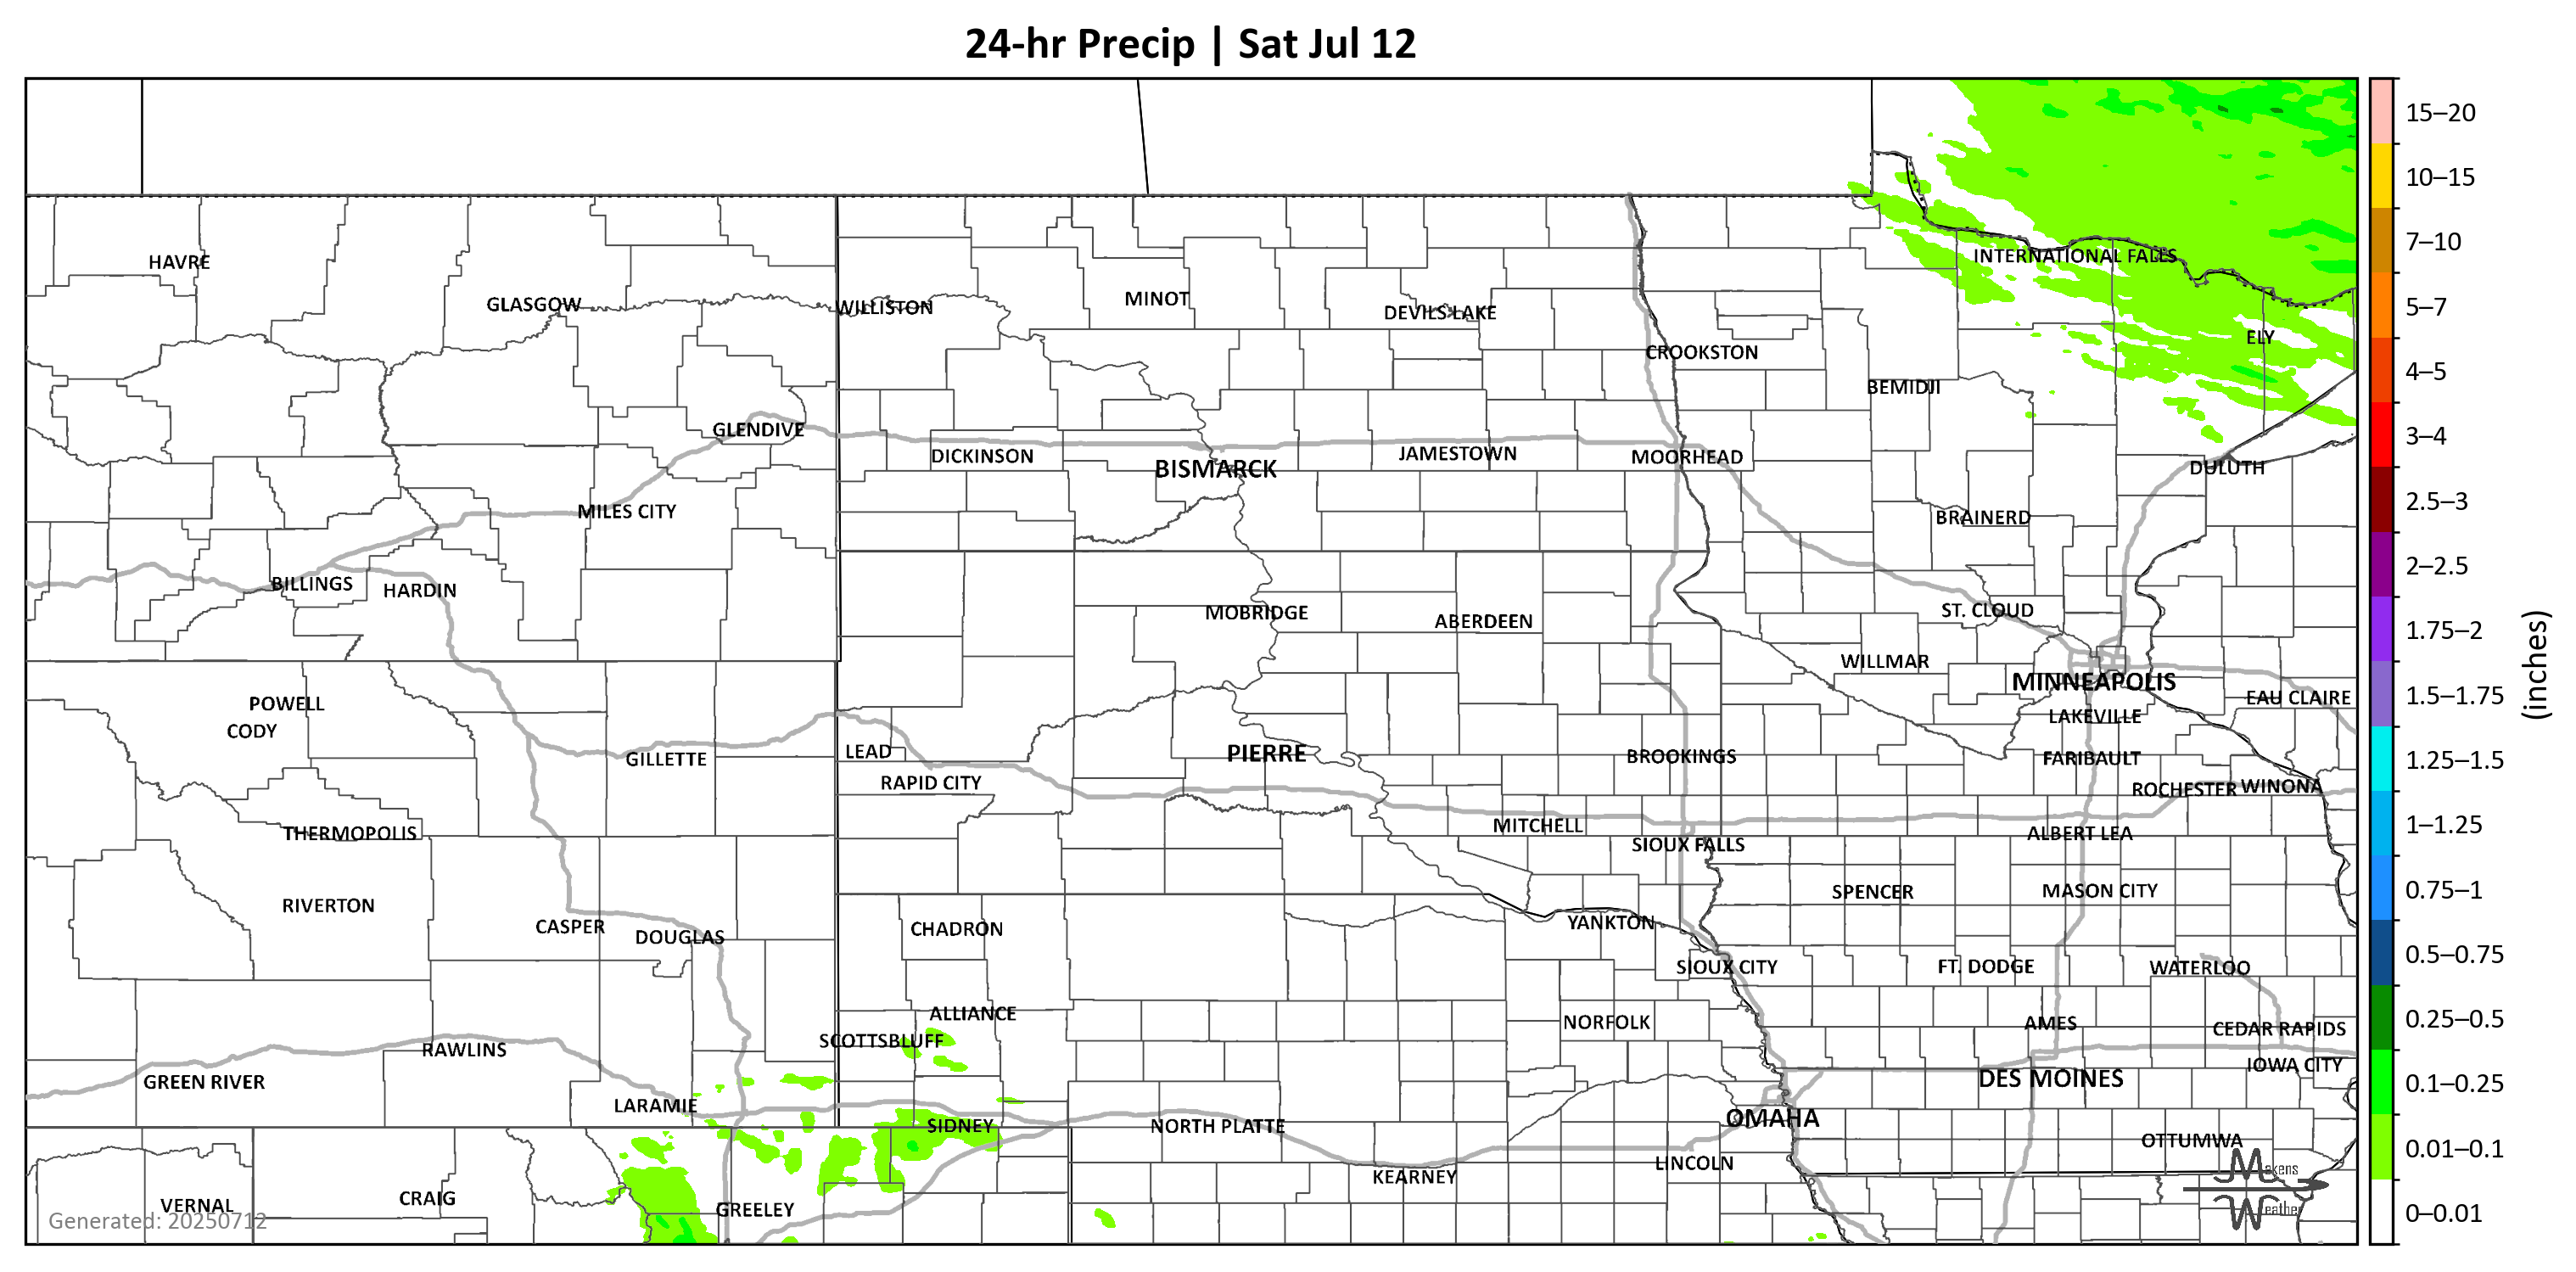 24-hr Precip | Sat Jul 12
15–20
10–15
7–10
5–7
4–5
3–4
2.5–3
2–2.5
1.75–2
1.5–1.75
1.25–1.5
1–1.25
0.75–1
0.5–0.75
0.25–0.5
0.1–0.25
0.01–0.1
0–0.01
(inches)
HAVRE
GLASGOW
WILLISTON
MINOT
DEVILS LAKE
INTERNATIONAL FALLS
ELY
CROOKSTON
BEMIDJI
GLENDIVE
DICKINSON
BISMARCK
JAMESTOWN
MOORHEAD
DULUTH
MILES CITY
BRAINERD
BILLINGS
HARDIN
MOBRIDGE
ABERDEEN
ST. CLOUD
WILLMAR
MINNEAPOLIS
EAU CLAIRE
POWELL
CODY
LAKEVILLE
GILLETTE
LEAD
PIERRE
BROOKINGS
FARIBAULT
RAPID CITY
ROCHESTER
WINONA
THERMOPOLIS
MITCHELL
ALBERT LEA
SIOUX FALLS
RIVERTON
SPENCER
MASON CITY
CASPER
DOUGLAS
CHADRON
YANKTON
SIOUX CITY
FT. DODGE
WATERLOO
ALLIANCE
SCOTTSBLUFF
NORFOLK
AMES
CEDAR RAPIDS
RAWLINS
IOWA CITY
GREEN RIVER
DES MOINES
LARAMIE
SIDNEY
NORTH PLATTE
OMAHA
OTTUMWA
LINCOLN
KEARNEY
VERNAL
CRAIG
GREELEY
Generated: 20250712
Makens
Weather